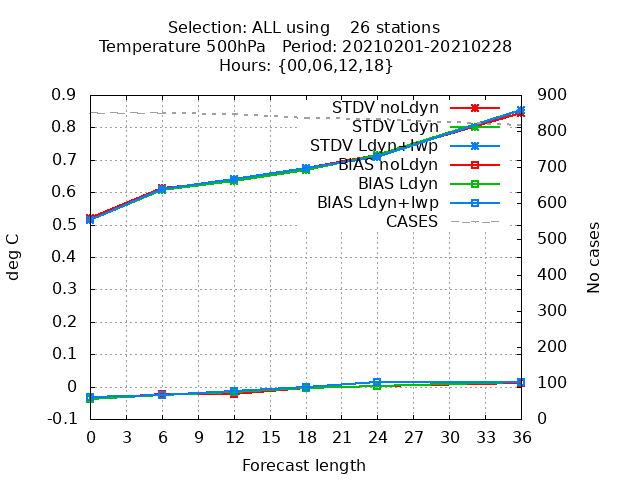 Selection: ALL using    26 stations
Temperature 500hPa   Period: 20210201-20210228
Hours: {00,06,12,18}
0.9
0.8
0.7
0.6
0.5
0.4
0.3
0.2
0.1
0
-0.1
deg C
STDV noLdyn
STDV Ldyn
STDV Ldyn+lwp
BIAS noLdyn
BIAS Ldyn
BIAS Ldyn+lwp
CASES
900
800
700
600
500
400
300
200
100
0
No cases
0 3 6 9 12 15 18 21 24 27 30 33 36
Forecast length